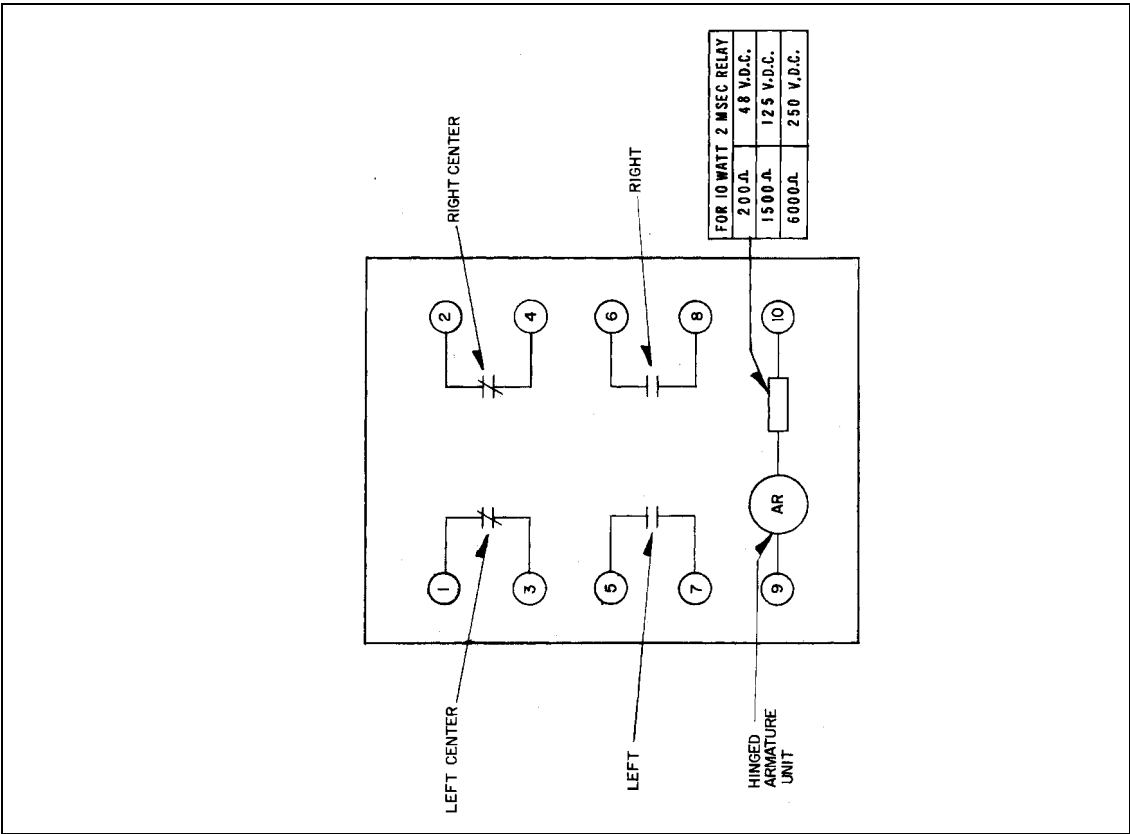 LEFT CENTER
RIGHT CENTER
1
2
3
4
LEFT
RIGHT
5
6
7
8
HINGED
ARMATURE
UNIT
9
AR
10
FOR 10 WATT 2 MSEC RELAY
200Ω 48 V.D.C.
1500Ω 125 V.D.C.
6000Ω 250 V.D.C.